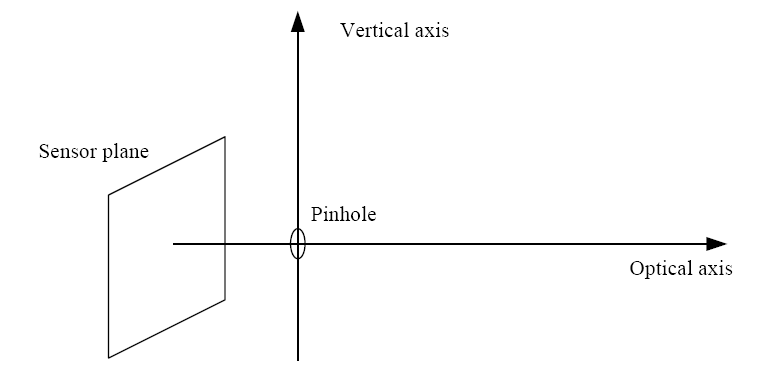 Vertical axis
Sensor plane
Pinhole
Optical axis